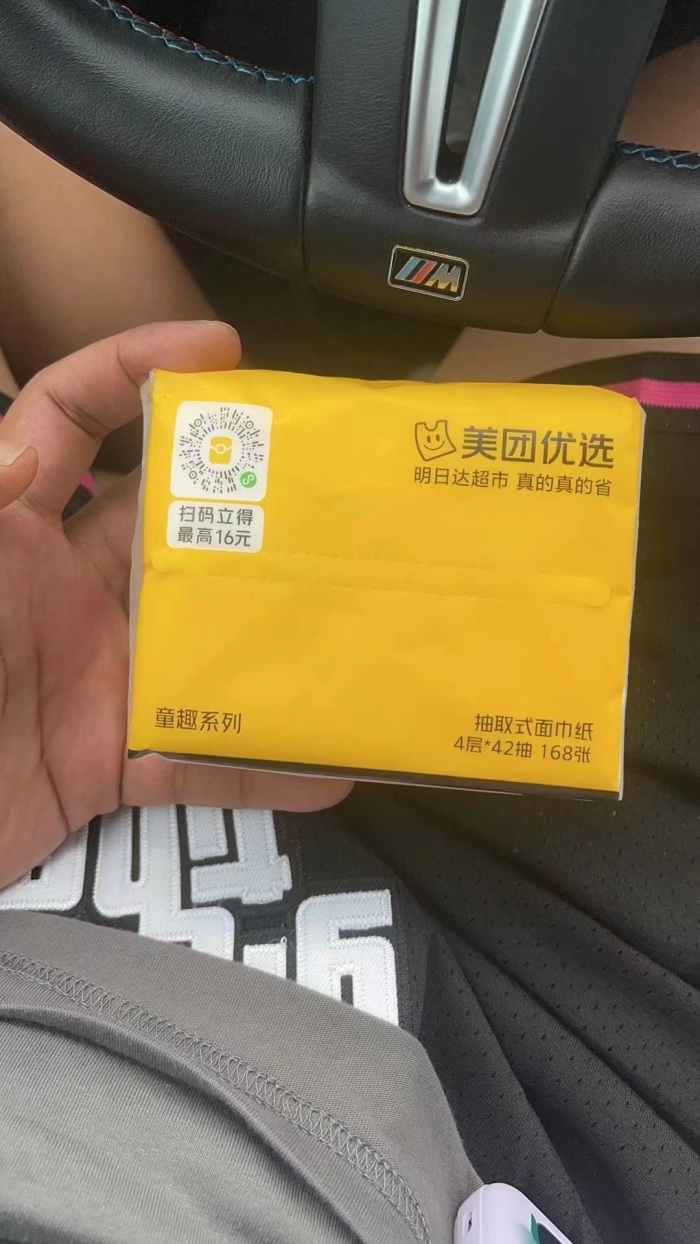 M
美团优选
明日达超市 真的真的省
扫码立得
最高16元
童趣系列
抽取式面巾纸
4层*42抽 168张